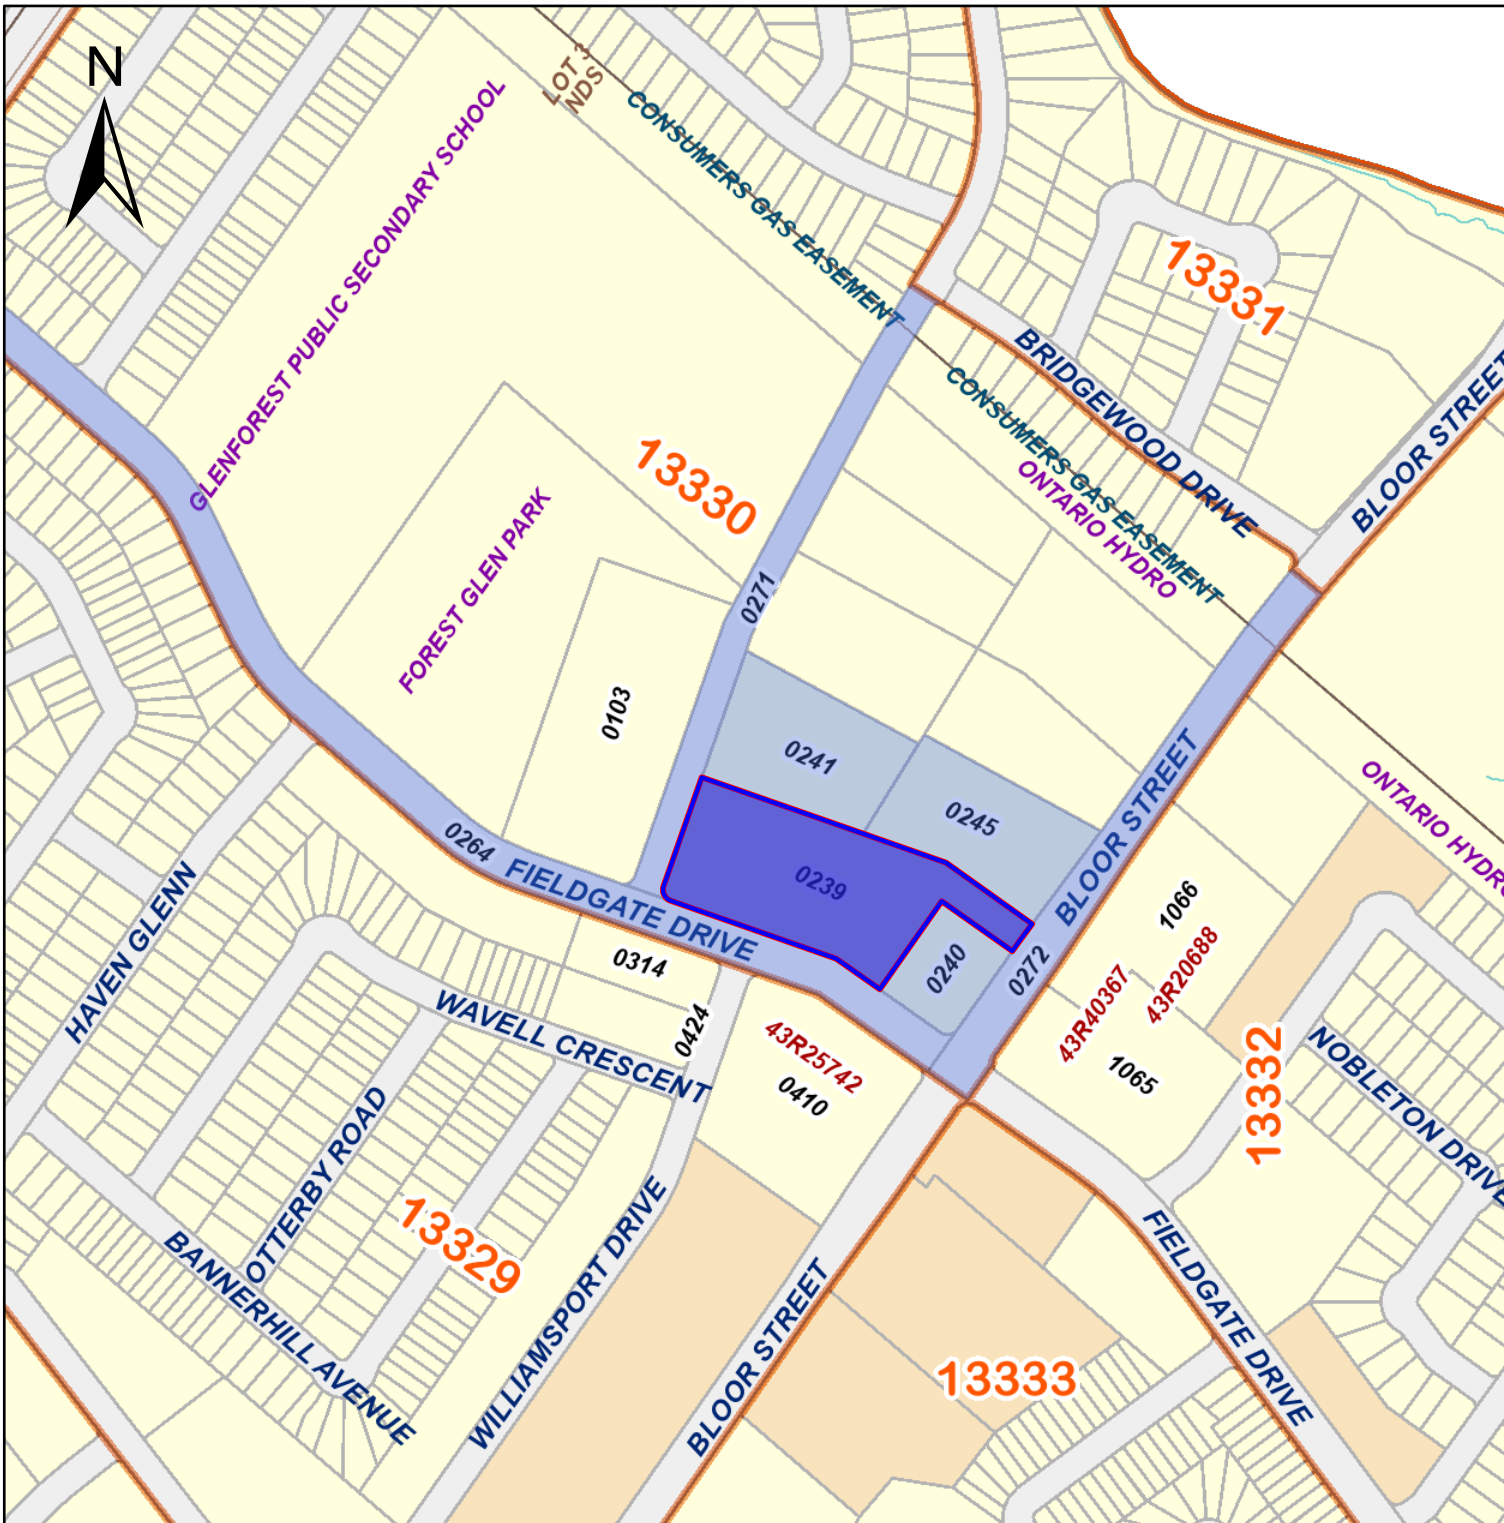 N
LOT 3
NDS
GLENFOREST PUBLIC SECONDARY SCHOOL
CONSUMERS GAS EASEMENT
13331
BRIDGEWOOD DRIVE
BLOOR STREET
CONSUMERS GAS EASEMENT
ONTARIO HYDRO
13330
FOREST GLEN PARK
0271
0103
0241
0245
BLOOR STREET
ONTARIO HYDRO
0264
FIELDGATE DRIVE
0239
0240
0272
1066
43R20688
43R40367
1065
HAVEN GLENN
0314
0424
WAVELL CRESCENT
43R25742
0410
13332
NOBLETON DRIVE
OTTERBY ROAD
13329
BANNERHILL AVENUE
WILLIAMSPORT DRIVE
BLOOR STREET
FIELDGATE DRIVE
13333